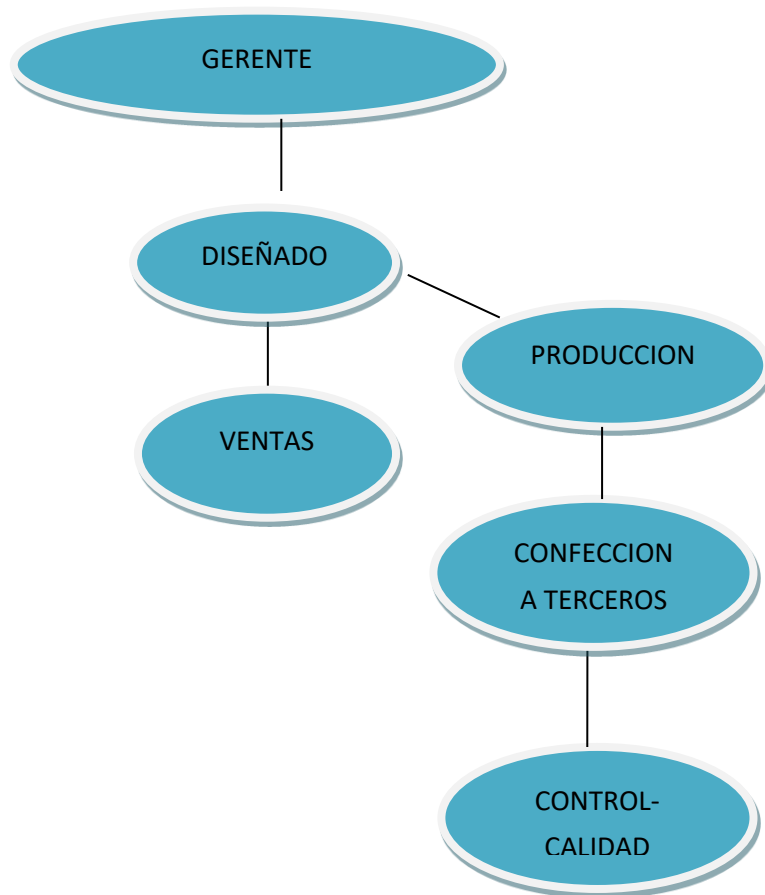 GERENTE
DISEÑADO
PRODUCCION
VENTAS
CONFECCION
A TERCEROS
CONTROL-
CALIDAD